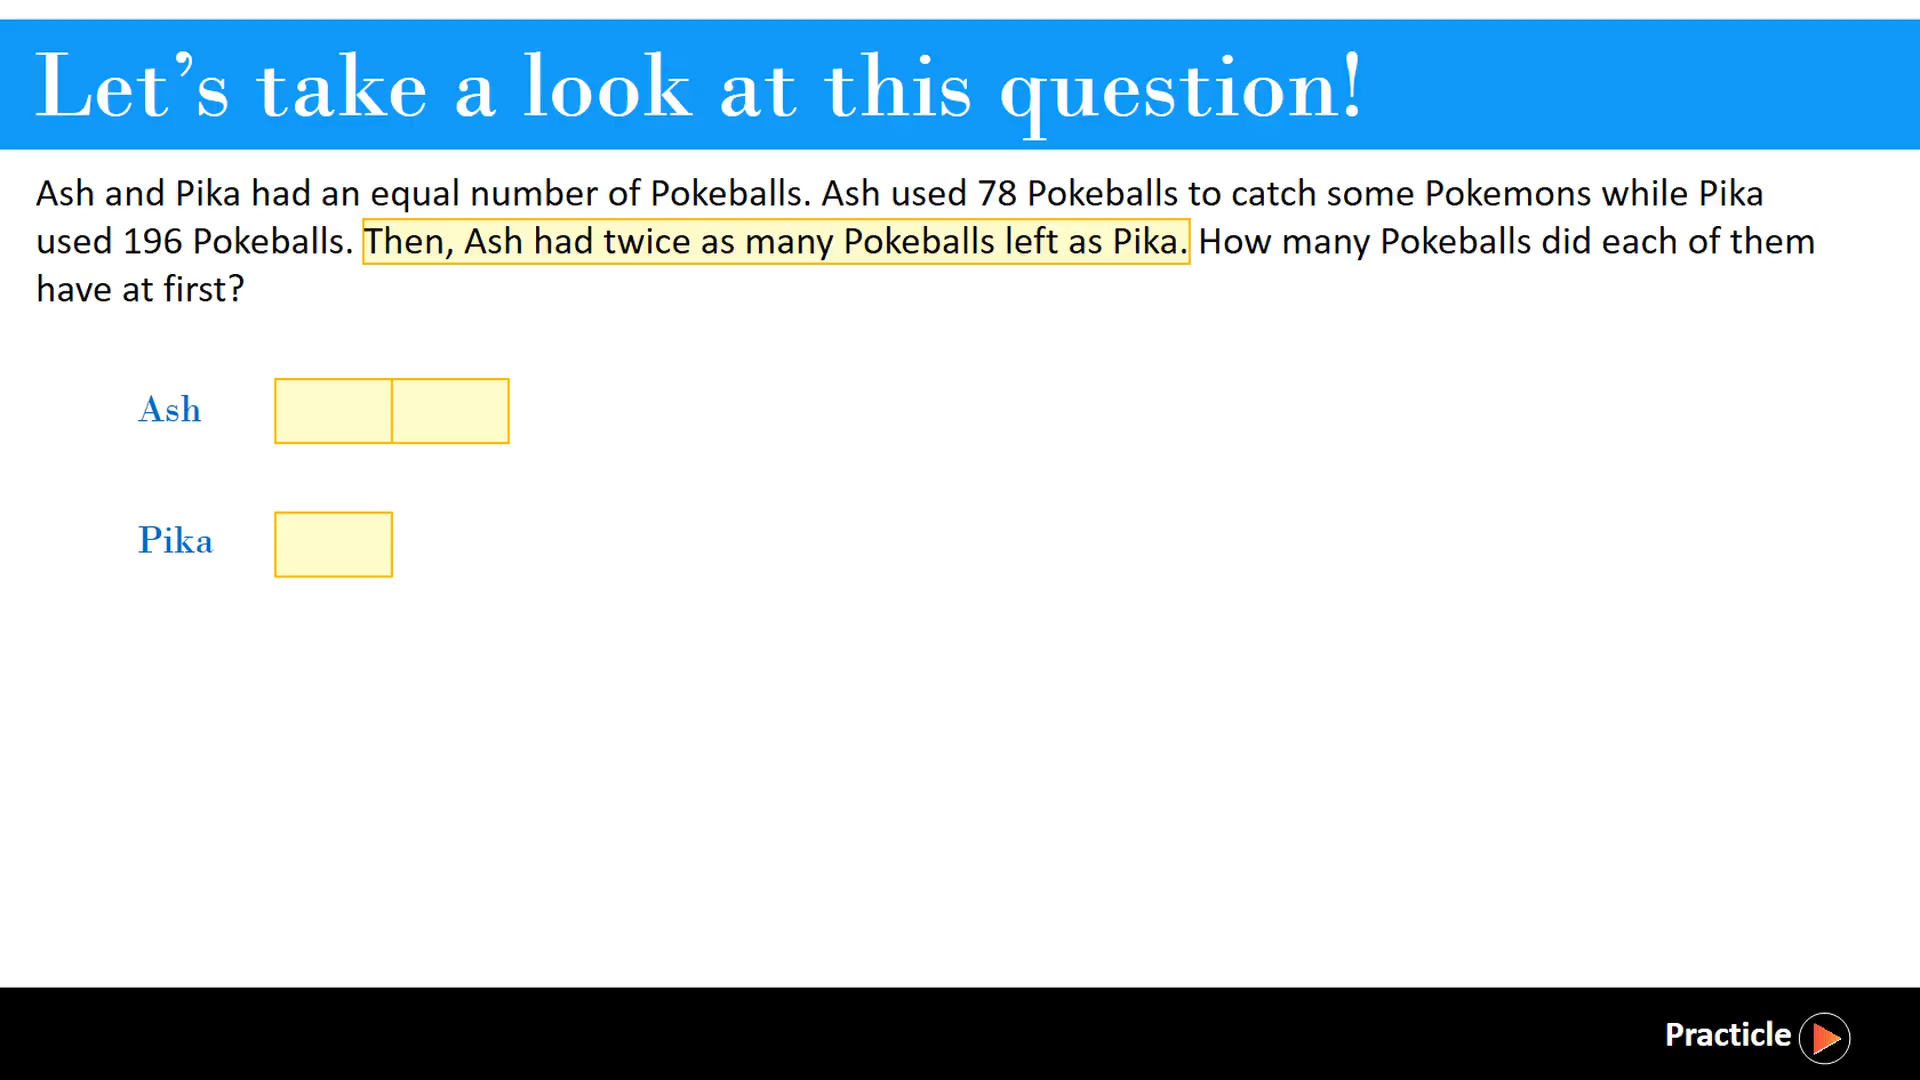 Let’s take a look at this question!
Ash and Pika had an equal number of Pokeballs. Ash used 78 Pokeballs to catch some Pokemons while Pika
used 196 Pokeballs. Then, Ash had twice as many Pokeballs left as Pika. How many Pokeballs did each of them
have at first?
Ash
Pika
Practicle